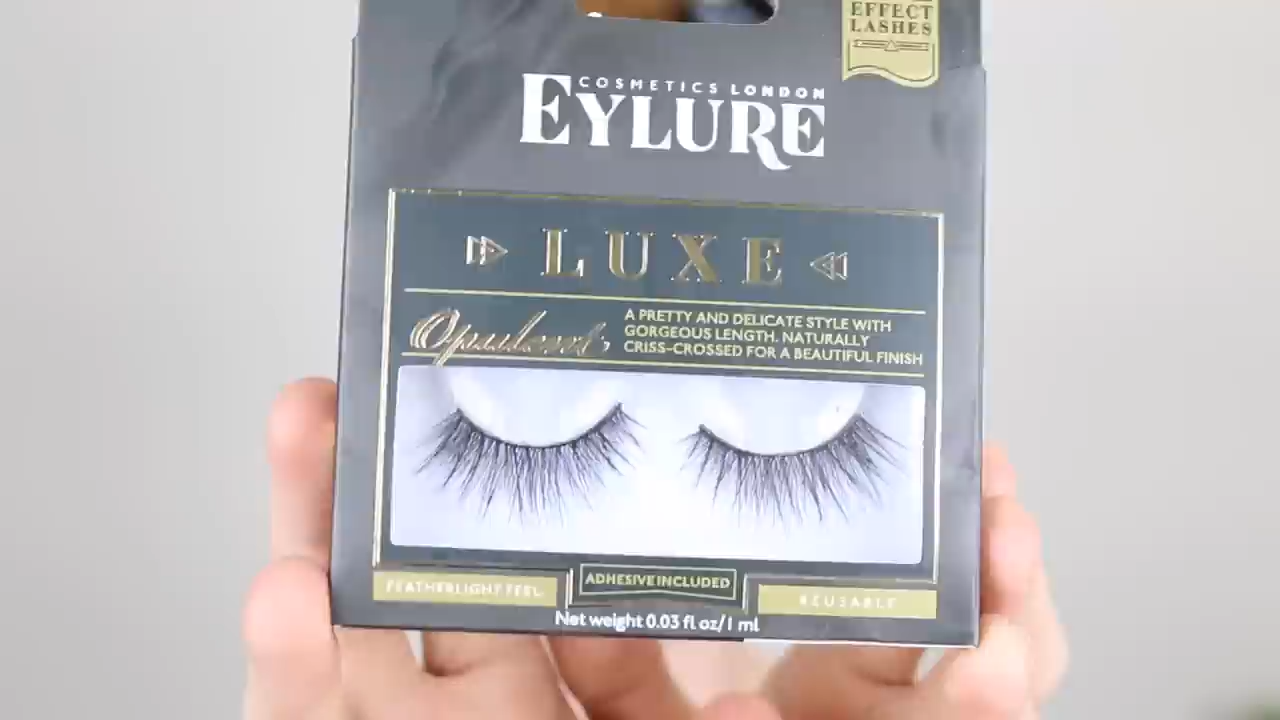 EFFECT
LASHES
COSMETICS LONDON
EYLURE
LUXE
Opulent
A PRETTY AND DELICATE STYLE WITH
GORGEOUS LENGTH. NATURALLY
CRISS-CROSSED FOR A BEAUTIFUL FINISH
FEATHERLIGHT FEEL
ADHESIVE INCLUDED
REUSABLE
Net weight 0.03 fl oz/1 ml